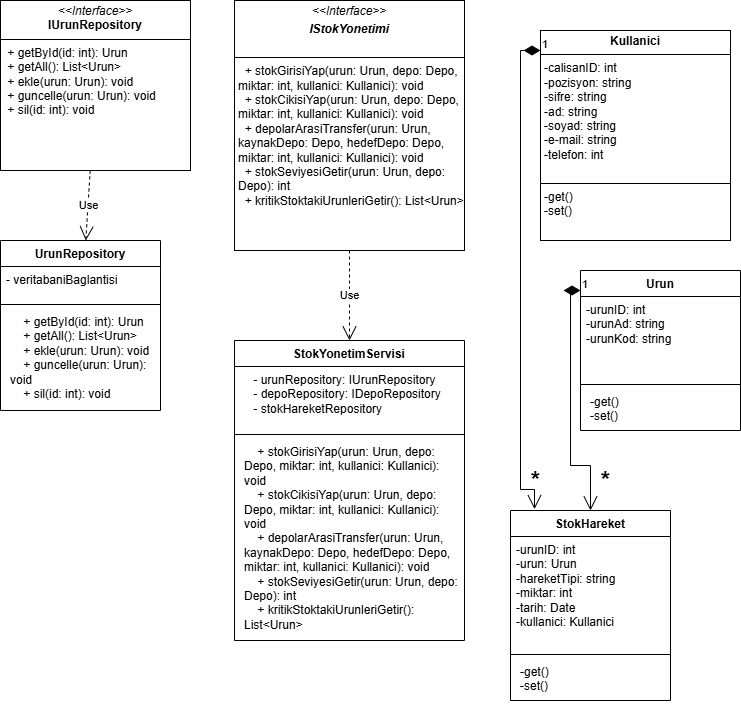 <<Interface>>
IUrunRepository
+ getById(id: int): Urun
+ getAll(): List<Urun>
+ ekle(urun: Urun): void
+ guncelle(urun: Urun): void
+ sil(id: int): void
Use
UrunRepository
- veritabaniBaglantisi
+ getById(id: int): Urun
+ getAll(): List<Urun>
+ ekle(urun: Urun): void
+ guncelle(urun: Urun):
void
+ sil(id: int): void
<<Interface>>
IStokYonetimi
+ stokGirisiYap(urun: Urun, depo: Depo,
miktar: int, kullanici: Kullanici): void
+ stokCikisiYap(urun: Urun, depo: Depo,
miktar: int, kullanici: Kullanici): void
+ depolarArasiTransfer(urun: Urun,
kaynakDepo: Depo, hedefDepo: Depo,
miktar: int, kullanici: Kullanici): void
+ stokSeviyesiGetir(urun: Urun, depo:
Depo): int
+ kritikStoktakiUrunleriGetir(): List<Urun>
Use
StokYonetimServisi
- urunRepository: IUrunRepository
- depoRepository: IDepoRepository
- stokHareketRepository
+ stokGirisiYap(urun: Urun, depo:
Depo, miktar: int, kullanici: Kullanici):
void
+ stokCikisiYap(urun: Urun, depo:
Depo, miktar: int, kullanici: Kullanici):
void
+ depolarArasiTransfer(urun: Urun,
kaynakDepo: Depo, hedefDepo: Depo,
miktar: int, kullanici: Kullanici): void
+ stokSeviyesiGetir(urun: Urun, depo:
Depo): int
+ kritikStoktakiUrunleriGetir():
List<Urun>
1
Kullanici
-calisanID: int
-pozisyon: string
-sifre: string
-ad: string
-soyad: string
-e-mail: string
-telefon: int
-get()
-set()
1
Urun
-urunID: int
-urunAd: string
-urunKod: string
-get()
-set()
*
*
StokHareket
-urunID: int
-urun: Urun
-hareketTipi: string
-miktar: int
-tarih: Date
-kullanici: Kullanici
-get()
-set()